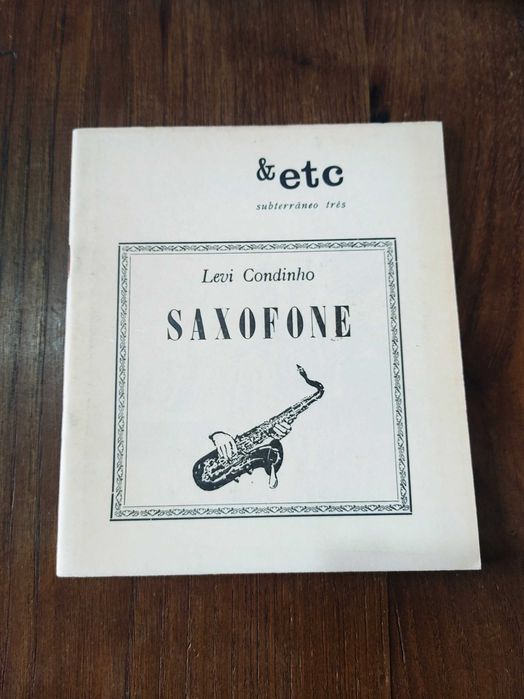 & etc
subterrâneo três
Levi Condinho
SAXOFONE